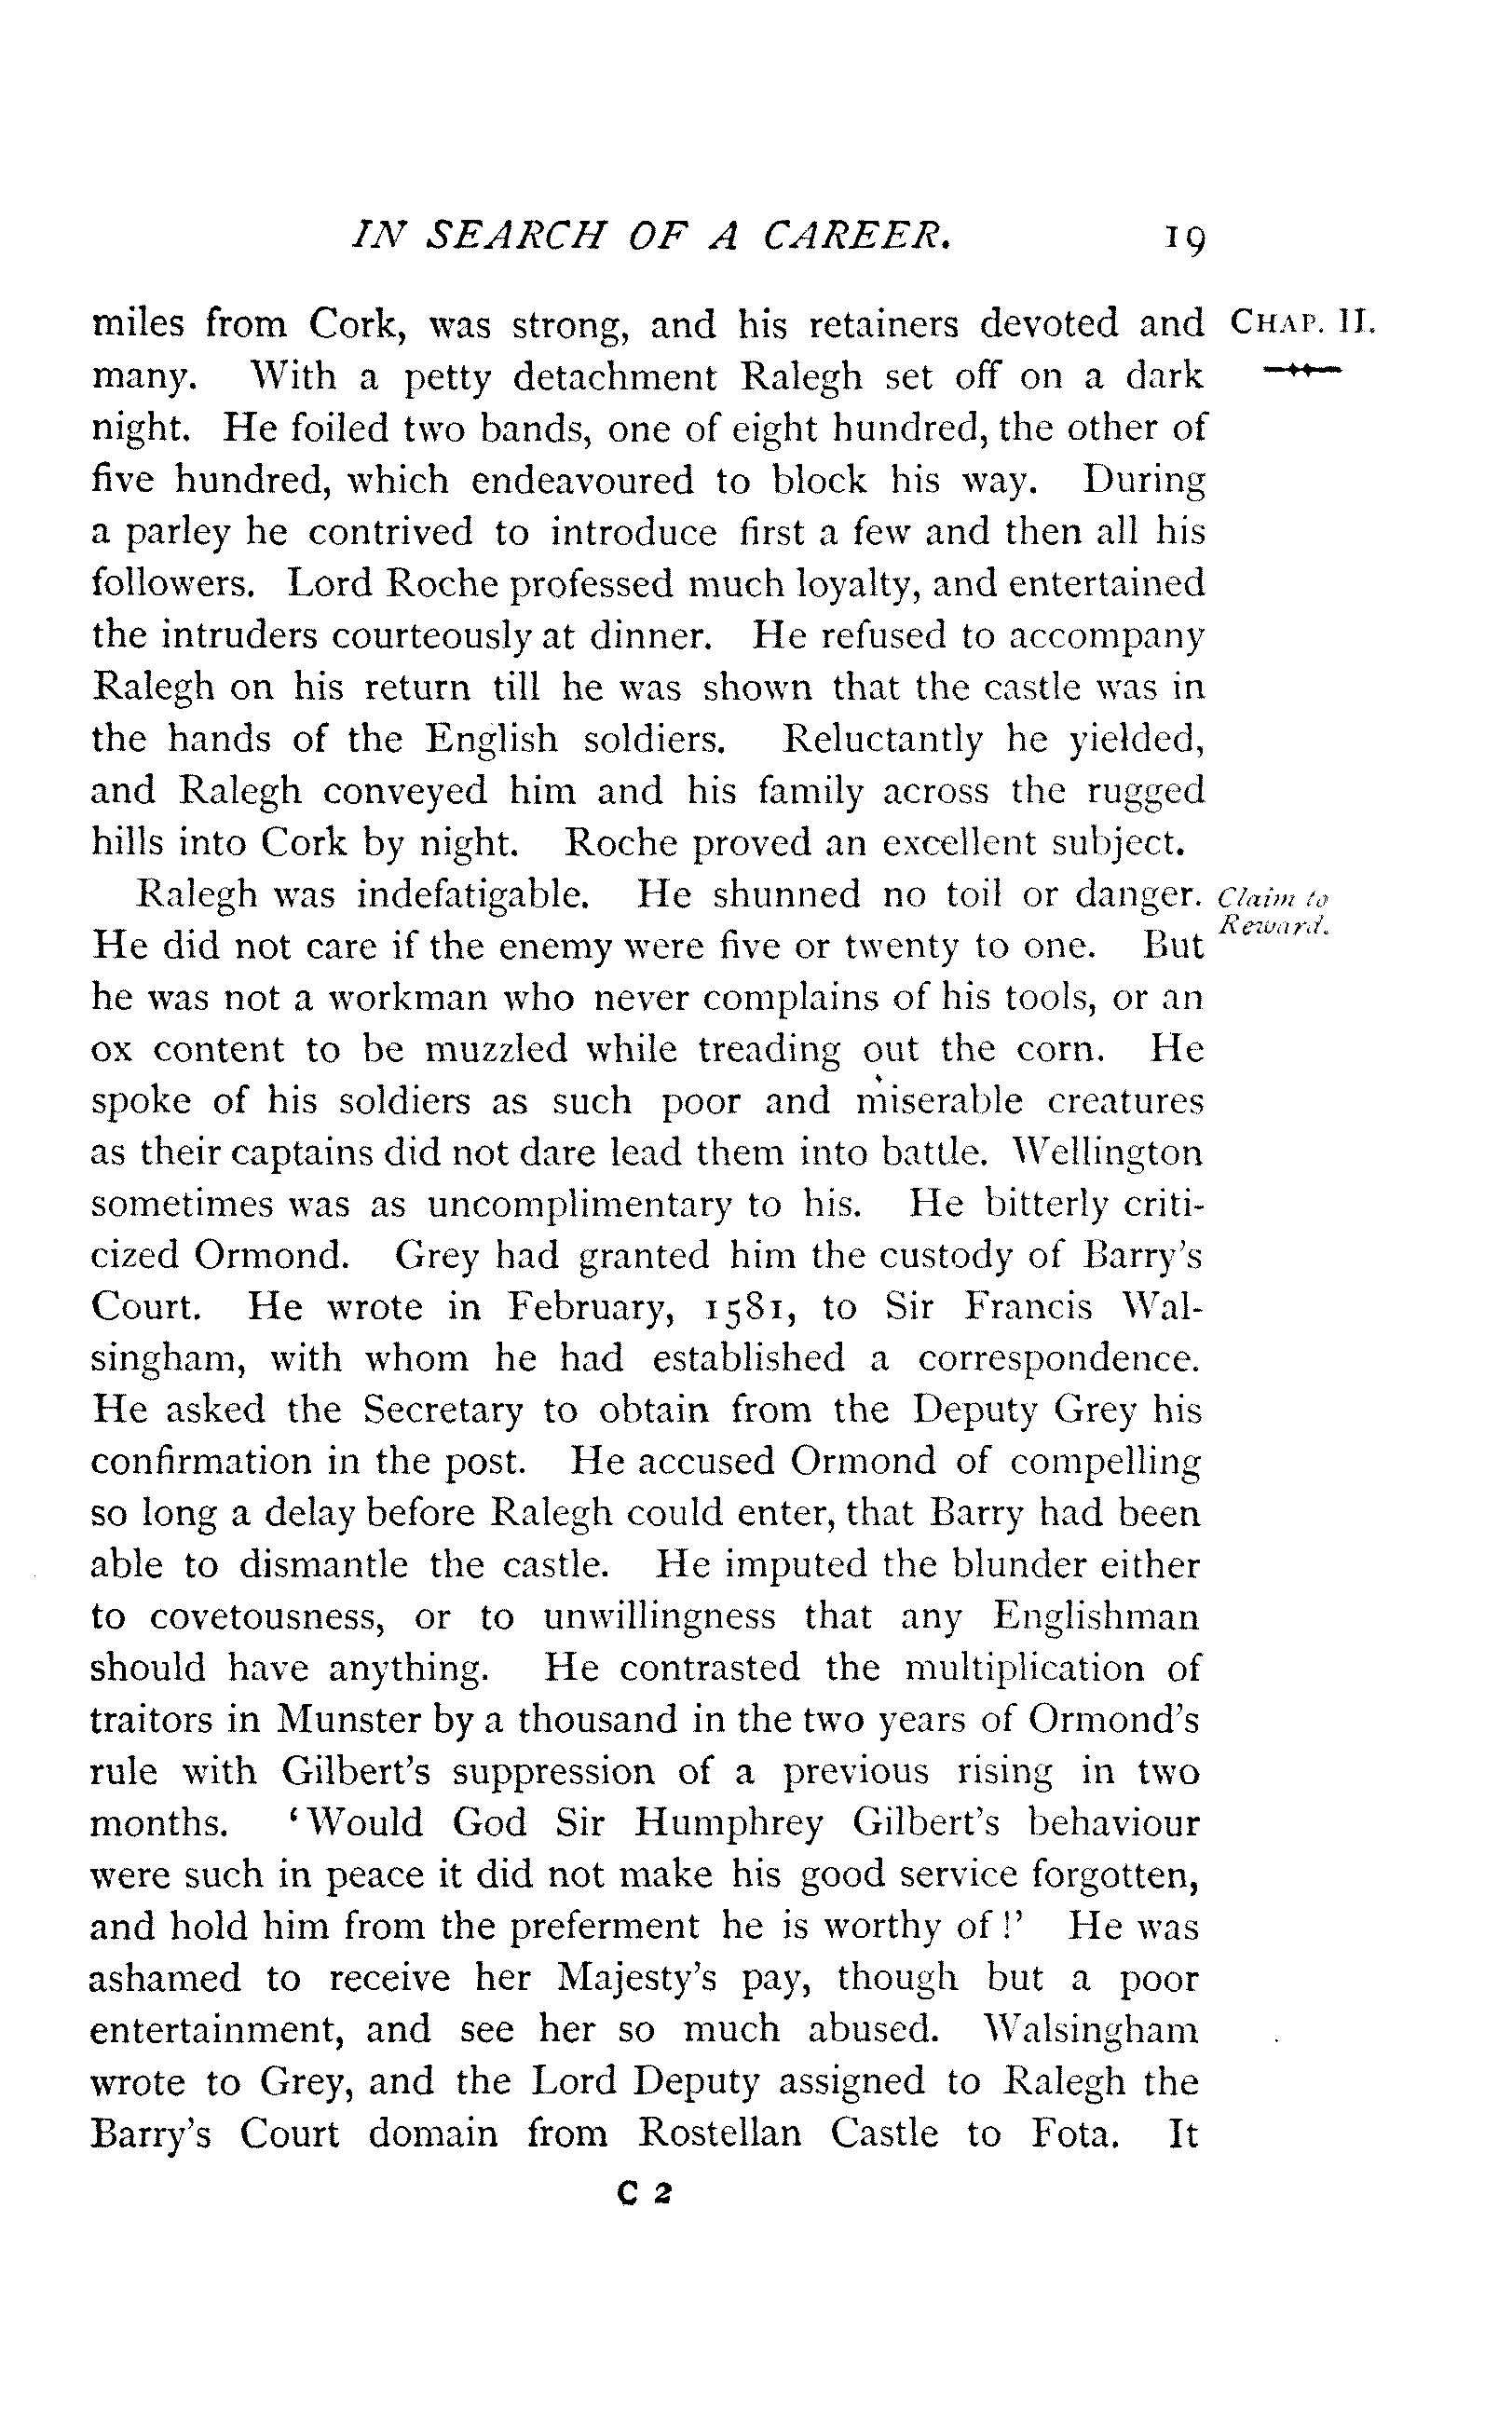 IN SEARCH OF A CAREER. 19
miles from Cork, was strong, and his retainers devoted and CHAP. II.
many. With a petty detachment Ralegh set off on a dark
night. He foiled two bands, one of eight hundred, the other of
five hundred, which endeavoured to block his way. During
a parley he contrived to introduce first a few and then all his
followers. Lord Roche professed much loyalty, and entertained
the intruders courteously at dinner. He refused to accompany
Ralegh on his return till he was shown that the castle was in
the hands of the English soldiers. Reluctantly he yielded,
and Ralegh conveyed him and his family across the rugged
hills into Cork by night. Roche proved an excellent subject.
Ralegh was indefatigable. He shunned no toil or danger. Claim to
He did not care if the enemy were five or twenty to one. But Reward.
he was not a workman who never complains of his tools, or an
ox content to be muzzled while treading out the corn. He
spoke of his soldiers as such poor and miserable creatures
as their captains did not dare lead them into battle. Wellington
sometimes was as uncomplimentary to his. He bitterly criti-
cized Ormond. Grey had granted him the custody of Barry's
Court. He wrote in February, 1581, to Sir Francis Wal-
singham, with whom he had established a correspondence.
He asked the Secretary to obtain from the Deputy Grey his
confirmation in the post. He accused Ormond of compelling
so long a delay before Ralegh could enter, that Barry had been
able to dismantle the castle. He imputed the blunder either
to covetousness, or to unwillingness that any Englishman
should have anything. He contrasted the multiplication of
traitors in Munster by a thousand in the two years of Ormond's
rule with Gilbert's suppression of a previous rising in two
months. 'Would God Sir Humphrey Gilbert's behaviour
were such in peace it did not make his good service forgotten,
and hold him from the preferment he is worthy of!' He was
ashamed to receive her Majesty's pay, though but a poor
entertainment, and see her so much abused. Walsingham
wrote to Grey, and the Lord Deputy assigned to Ralegh the
Barry's Court domain from Rostellan Castle to Fota. It
C 2